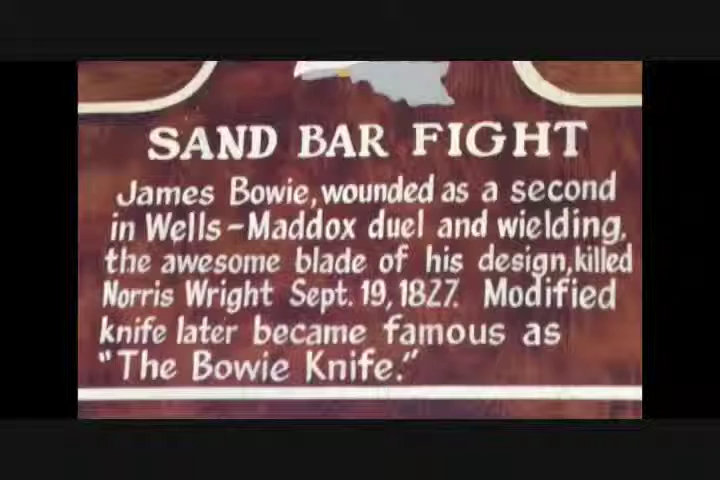 SAND BAR FIGHT
James Bowie, wounded as a second
in Wells-Maddox duel and wielding,
the awesome blade of his design, killed
Norris Wright Sept. 19, 1827. Modified
knife later became famous as
"The Bowie Knife."